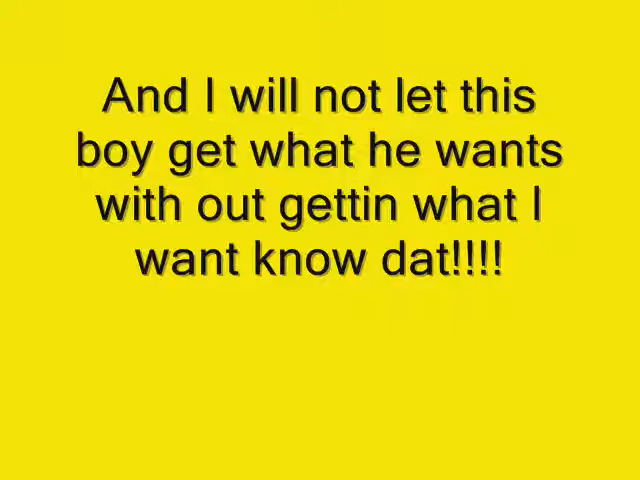 And I will not let this
boy get what he wants
with out gettin what I
want know dat!!!!